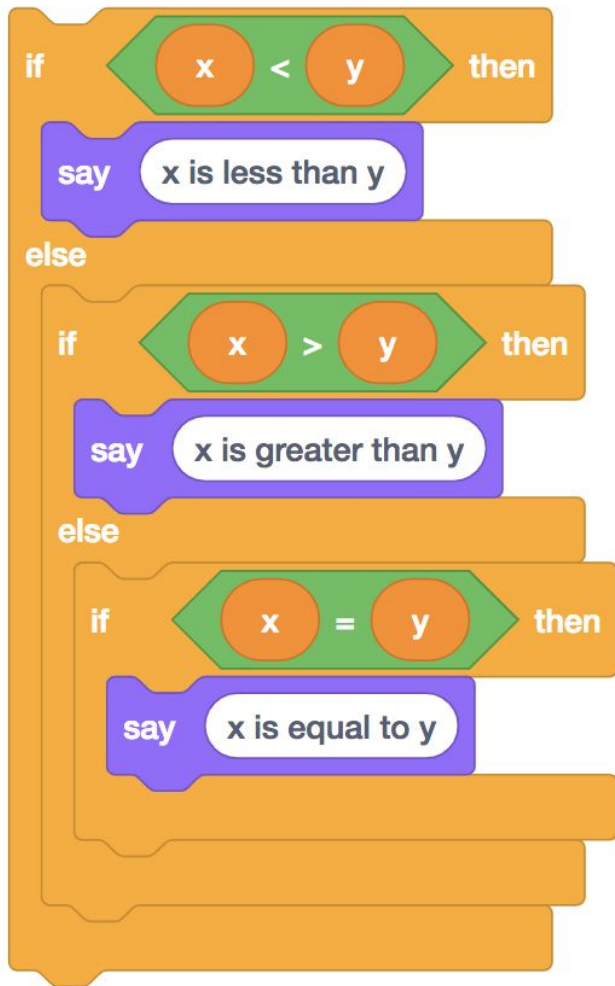 if x < y then
say x is less than y
else
if x > y then
say x is greater than y
else
if x = y then
say x is equal to y